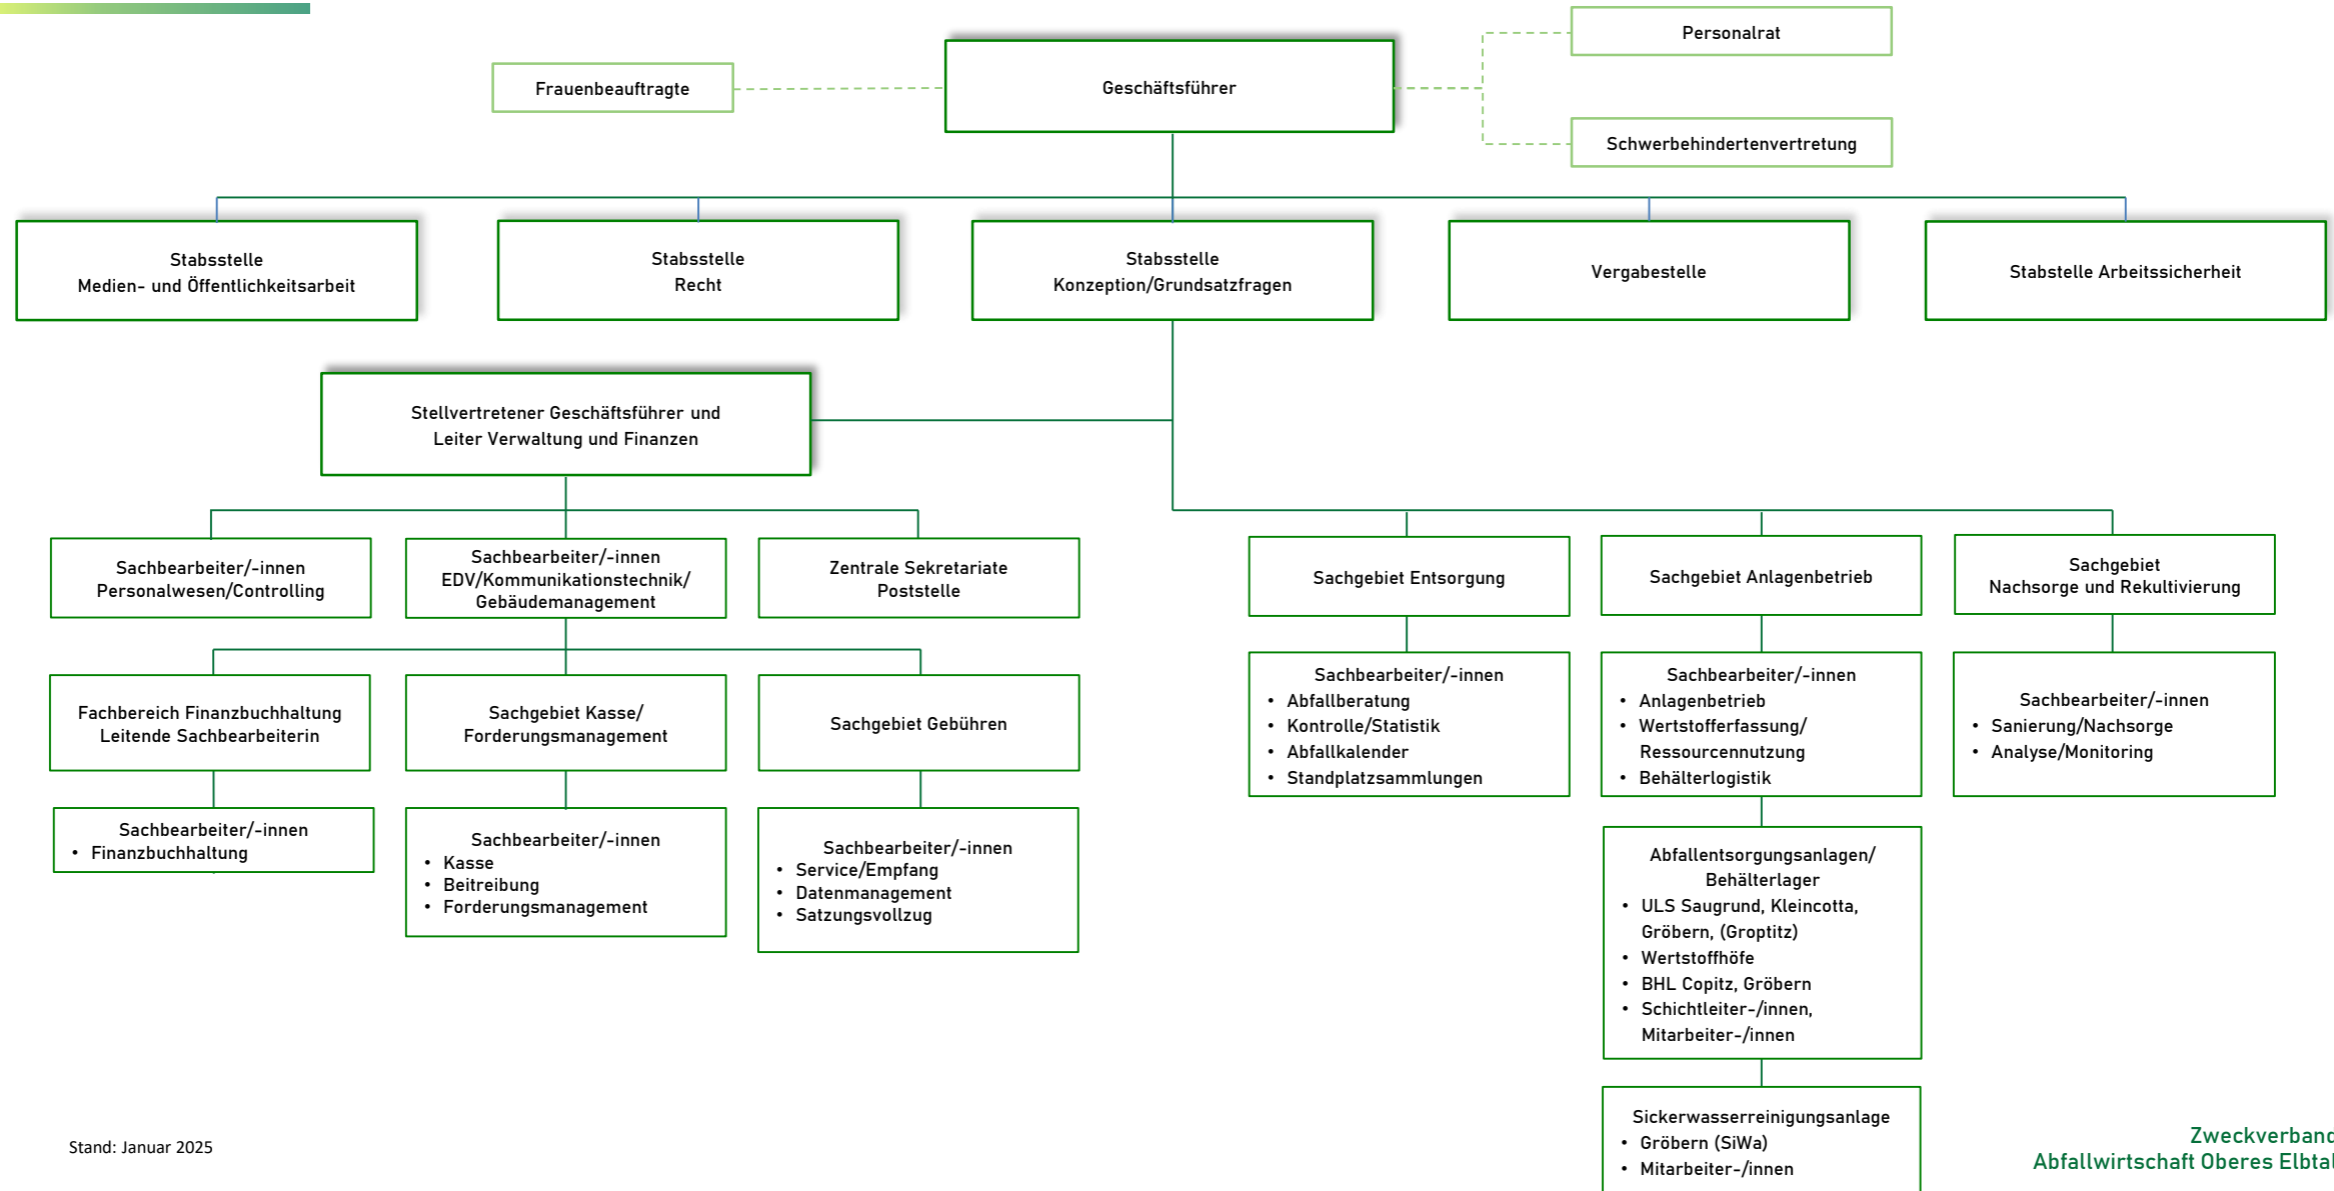 Personalrat
Frauenbeauftragte
Geschäftsführer
Schwerbehindertenvertretung
Stabsstelle
Medien- und Öffentlichkeitsarbeit
Stabsstelle
Recht
Stabsstelle
Konzeption/Grundsatzfragen
Vergabestelle
Stabstelle Arbeitssicherheit
Stellvertretener Geschäftsführer und
Leiter Verwaltung und Finanzen
Sachbearbeiter/-innen
Personalwesen/Controlling
Sachbearbeiter/-innen
EDV/Kommunikationstechnik/
Gebäudemanagement
Zentrale Sekretariate
Poststelle
Sachgebiet Entsorgung
Sachgebiet Anlagenbetrieb
Sachgebiet
Nachsorge und Rekultivierung
Fachbereich Finanzbuchhaltung
Leitende Sachbearbeiterin
Sachgebiet Kasse/
Forderungsmanagement
Sachgebiet Gebühren
Sachbearbeiter/-innen
• Abfallberatung
• Kontrolle/Statistik
• Abfallkalender
• Standplatzsammlungen
Sachbearbeiter/-innen
• Anlagenbetrieb
• Wertstofferfassung/
Ressourcennutzung
• Behälterlogistik
Sachbearbeiter/-innen
• Sanierung/Nachsorge
• Analyse/Monitoring
Sachbearbeiter/-innen
• Finanzbuchhaltung
Sachbearbeiter/-innen
• Kasse
• Beitreibung
• Forderungsmanagement
Sachbearbeiter/-innen
• Service/Empfang
• Datenmanagement
• Satzungsvollzug
Abfallentsorgungsanlagen/
Behälterlager
• ULS Saugrund, Kleincotta,
Gröbern, (Groptitz)
• Wertstoffhöfe
• BHL Copitz, Gröbern
• Schichtleiter-/innen,
Mitarbeiter-/innen
Sickerwasserreinigungsanlage
• Gröbern (SiWa)
• Mitarbeiter-/innen
Stand: Januar 2025
Zweckverband
Abfallwirtschaft Oberes Elbtal